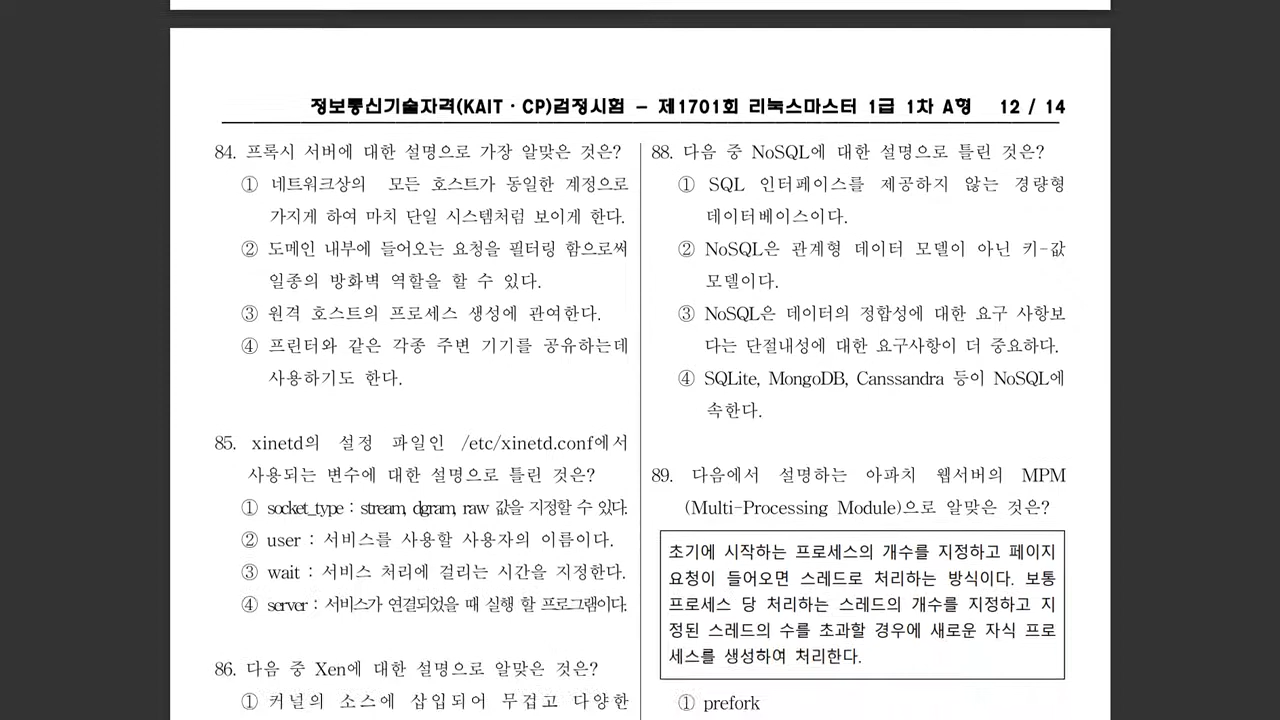 정보통신기술자격(KAIT · CP)검정시험 - 제1701회 리눅스마스터 1급 1차 A형 12 / 14
84. 프록시 서버에 대한 설명으로 가장 알맞은 것은?
① 네트워크상의 모든 호스트가 동일한 계정으로
가지게 하여 마치 단일 시스템처럼 보이게 한다.
② 도메인 내부에 들어오는 요청을 필터링 함으로써
일종의 방화벽 역할을 할 수 있다.
③ 원격 호스트의 프로세스 생성에 관여한다.
④ 프린터와 같은 각종 주변 기기를 공유하는데
사용하기도 한다.
85. xinetd의 설정 파일인 /etc/xinetd.conf에서
사용되는 변수에 대한 설명으로 틀린 것은?
① socket_type : stream, dgram, raw 값을 지정할 수 있다.
② user : 서비스를 사용할 사용자의 이름이다.
③ wait : 서비스 처리에 걸리는 시간을 지정한다.
④ server : 서비스가 연결되었을 때 실행 할 프로그램이다.
86. 다음 중 Xen에 대한 설명으로 알맞은 것은?
① 커널의 소스에 삽입되어 무겁고 다양한
88. 다음 중 NoSQL에 대한 설명으로 틀린 것은?
① SQL 인터페이스를 제공하지 않는 경량형
데이터베이스이다.
② NoSQL은 관계형 데이터 모델이 아닌 키-값
모델이다.
③ NoSQL은 데이터의 정합성에 대한 요구 사항보
다는 단절내성에 대한 요구사항이 더 중요하다.
④ SQLite, MongoDB, Canssandra 등이 NoSQL에
속한다.
89. 다음에서 설명하는 아파치 웹서버의 MPM
(Multi-Processing Module)으로 알맞은 것은?
초기에 시작하는 프로세스의 개수를 지정하고 페이지
요청이 들어오면 스레드로 처리하는 방식이다. 보통
프로세스 당 처리하는 스레드의 개수를 지정하고 지
정된 스레드의 수를 초과할 경우에 새로운 자식 프로
세스를 생성하여 처리한다.
① prefork